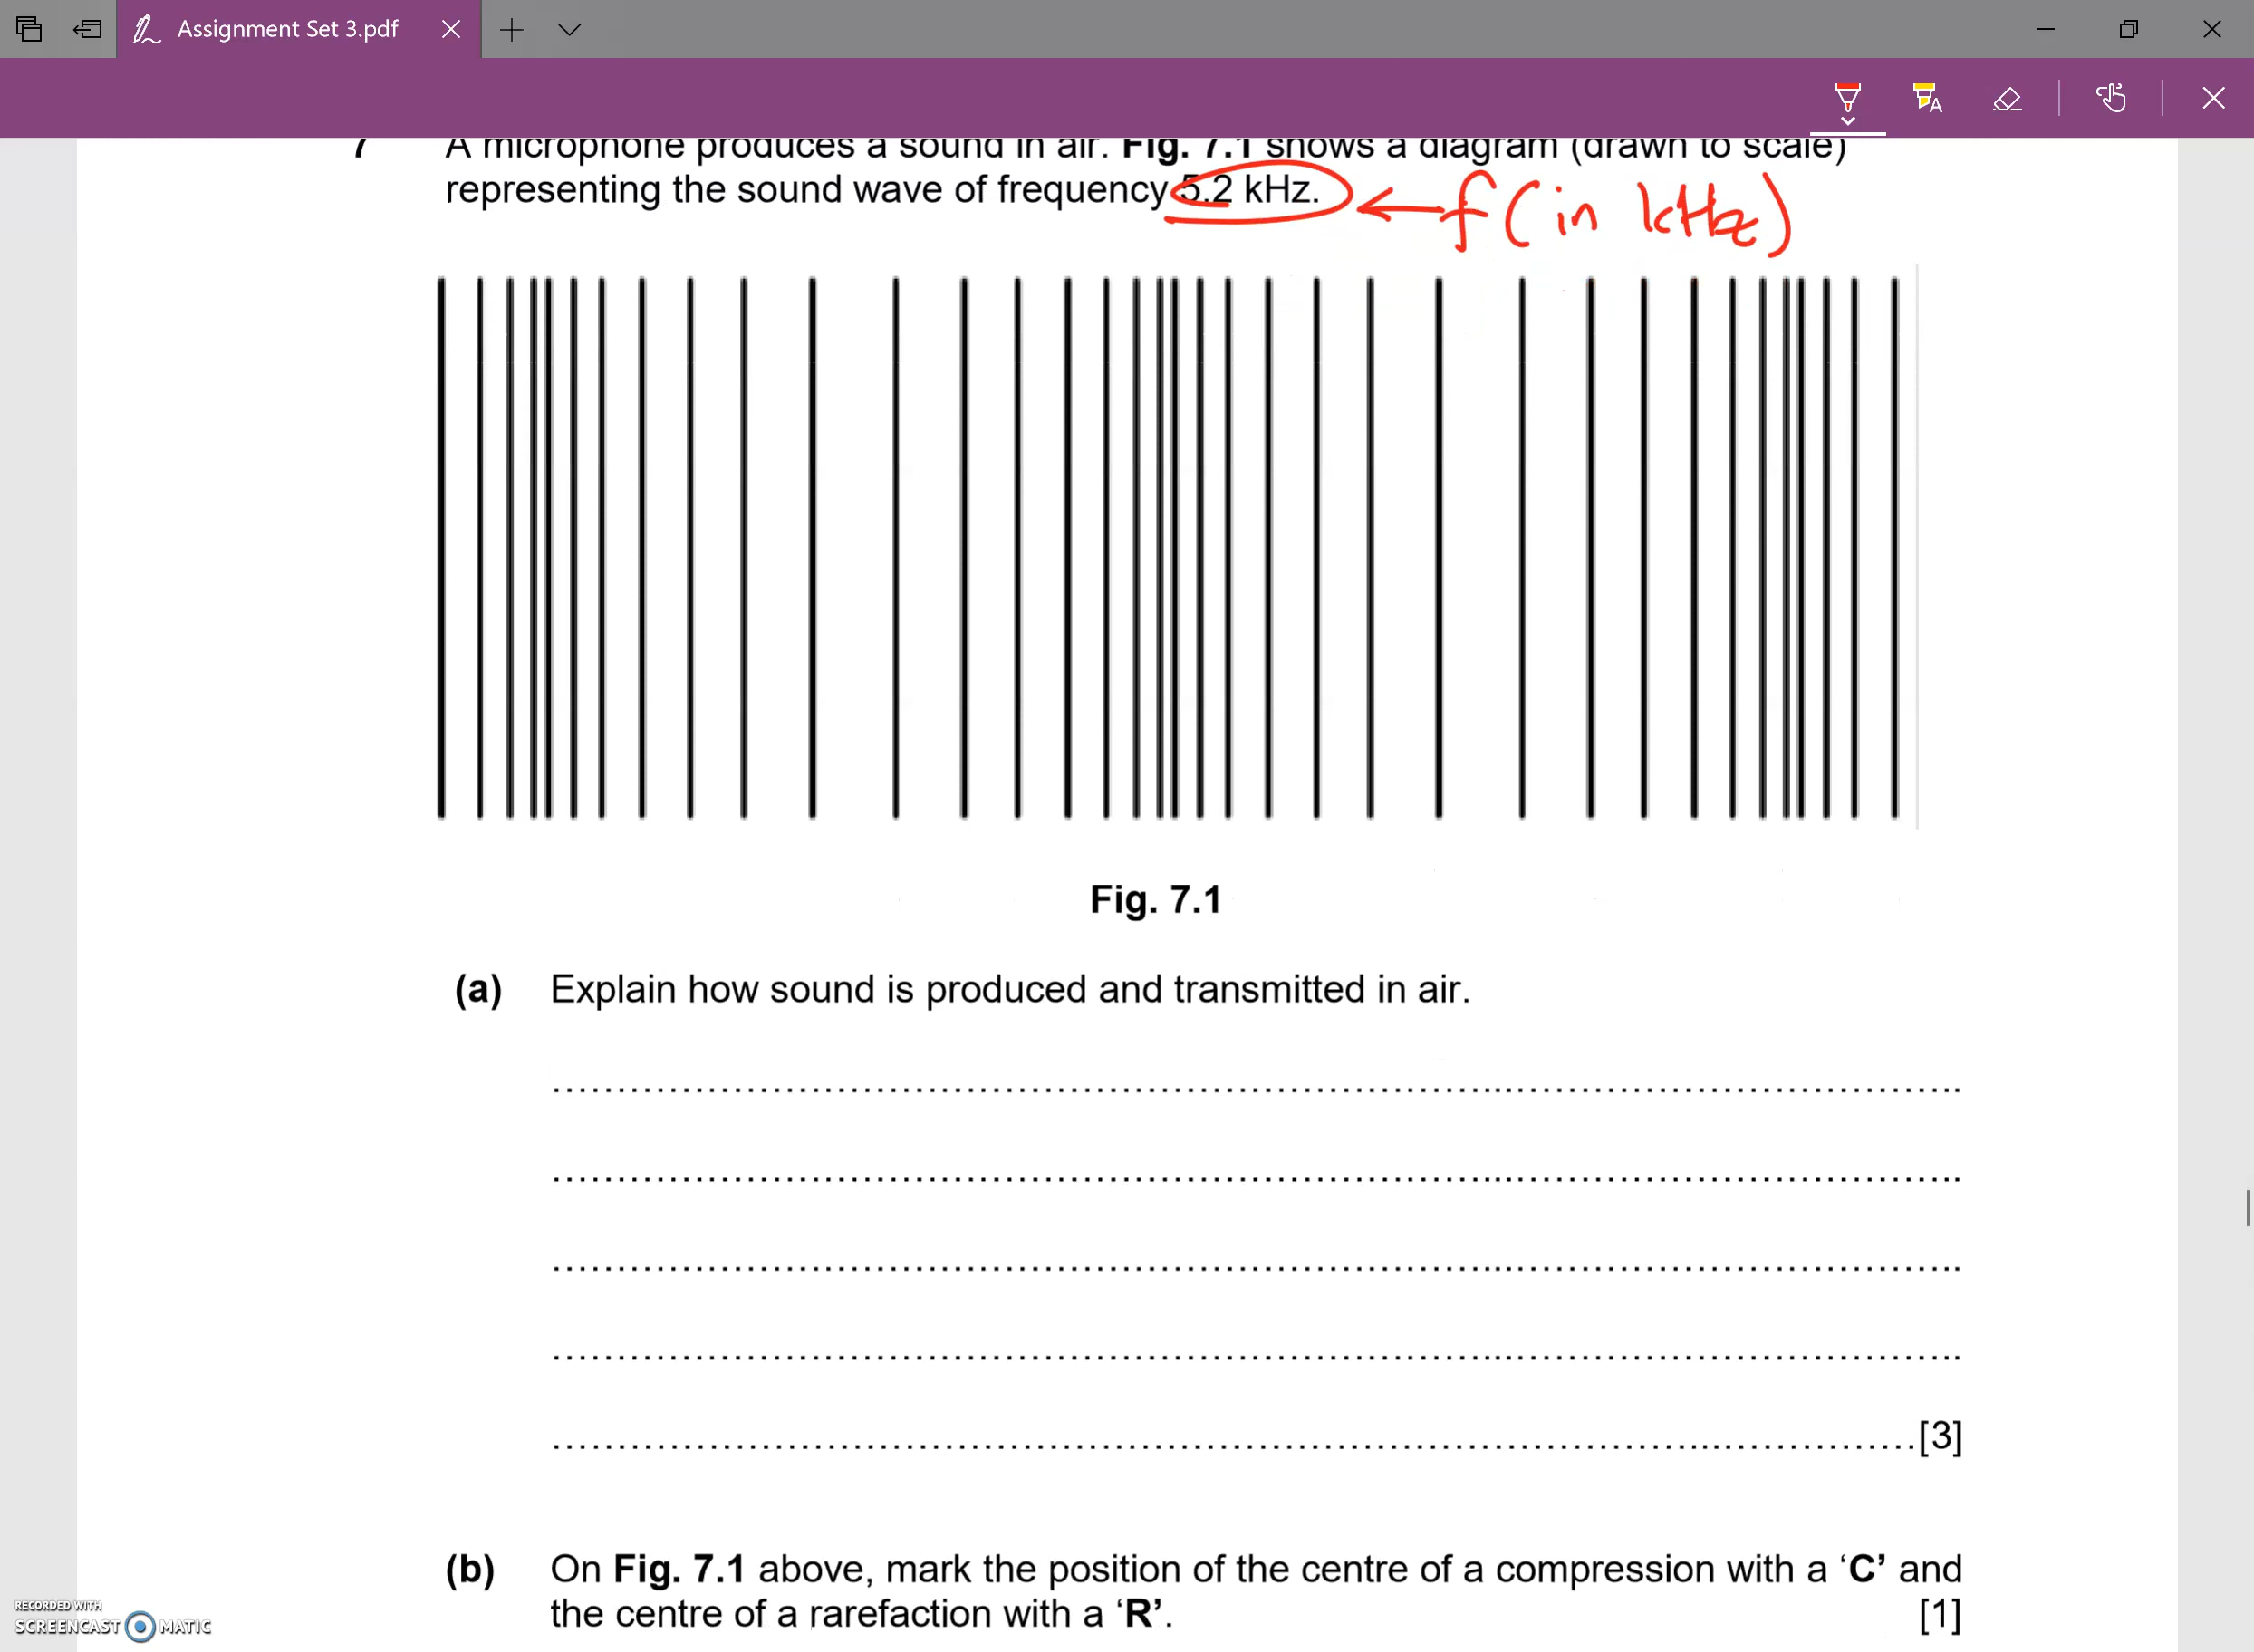 Assignment Set 3.pdf
7 A microphone produces a sound in air. Fig. 7.1 shows a diagram (drawn to scale)
representing the sound wave of frequency 5.2 kHz. ← f (in kHz)
Fig. 7.1
(a) Explain how sound is produced and transmitted in air.
[3]
(b) On Fig. 7.1 above, mark the position of the centre of a compression with a ‘C’ and
the centre of a rarefaction with a ‘R’. [1]
RECORDED WITH
SCREENCAST MATIC